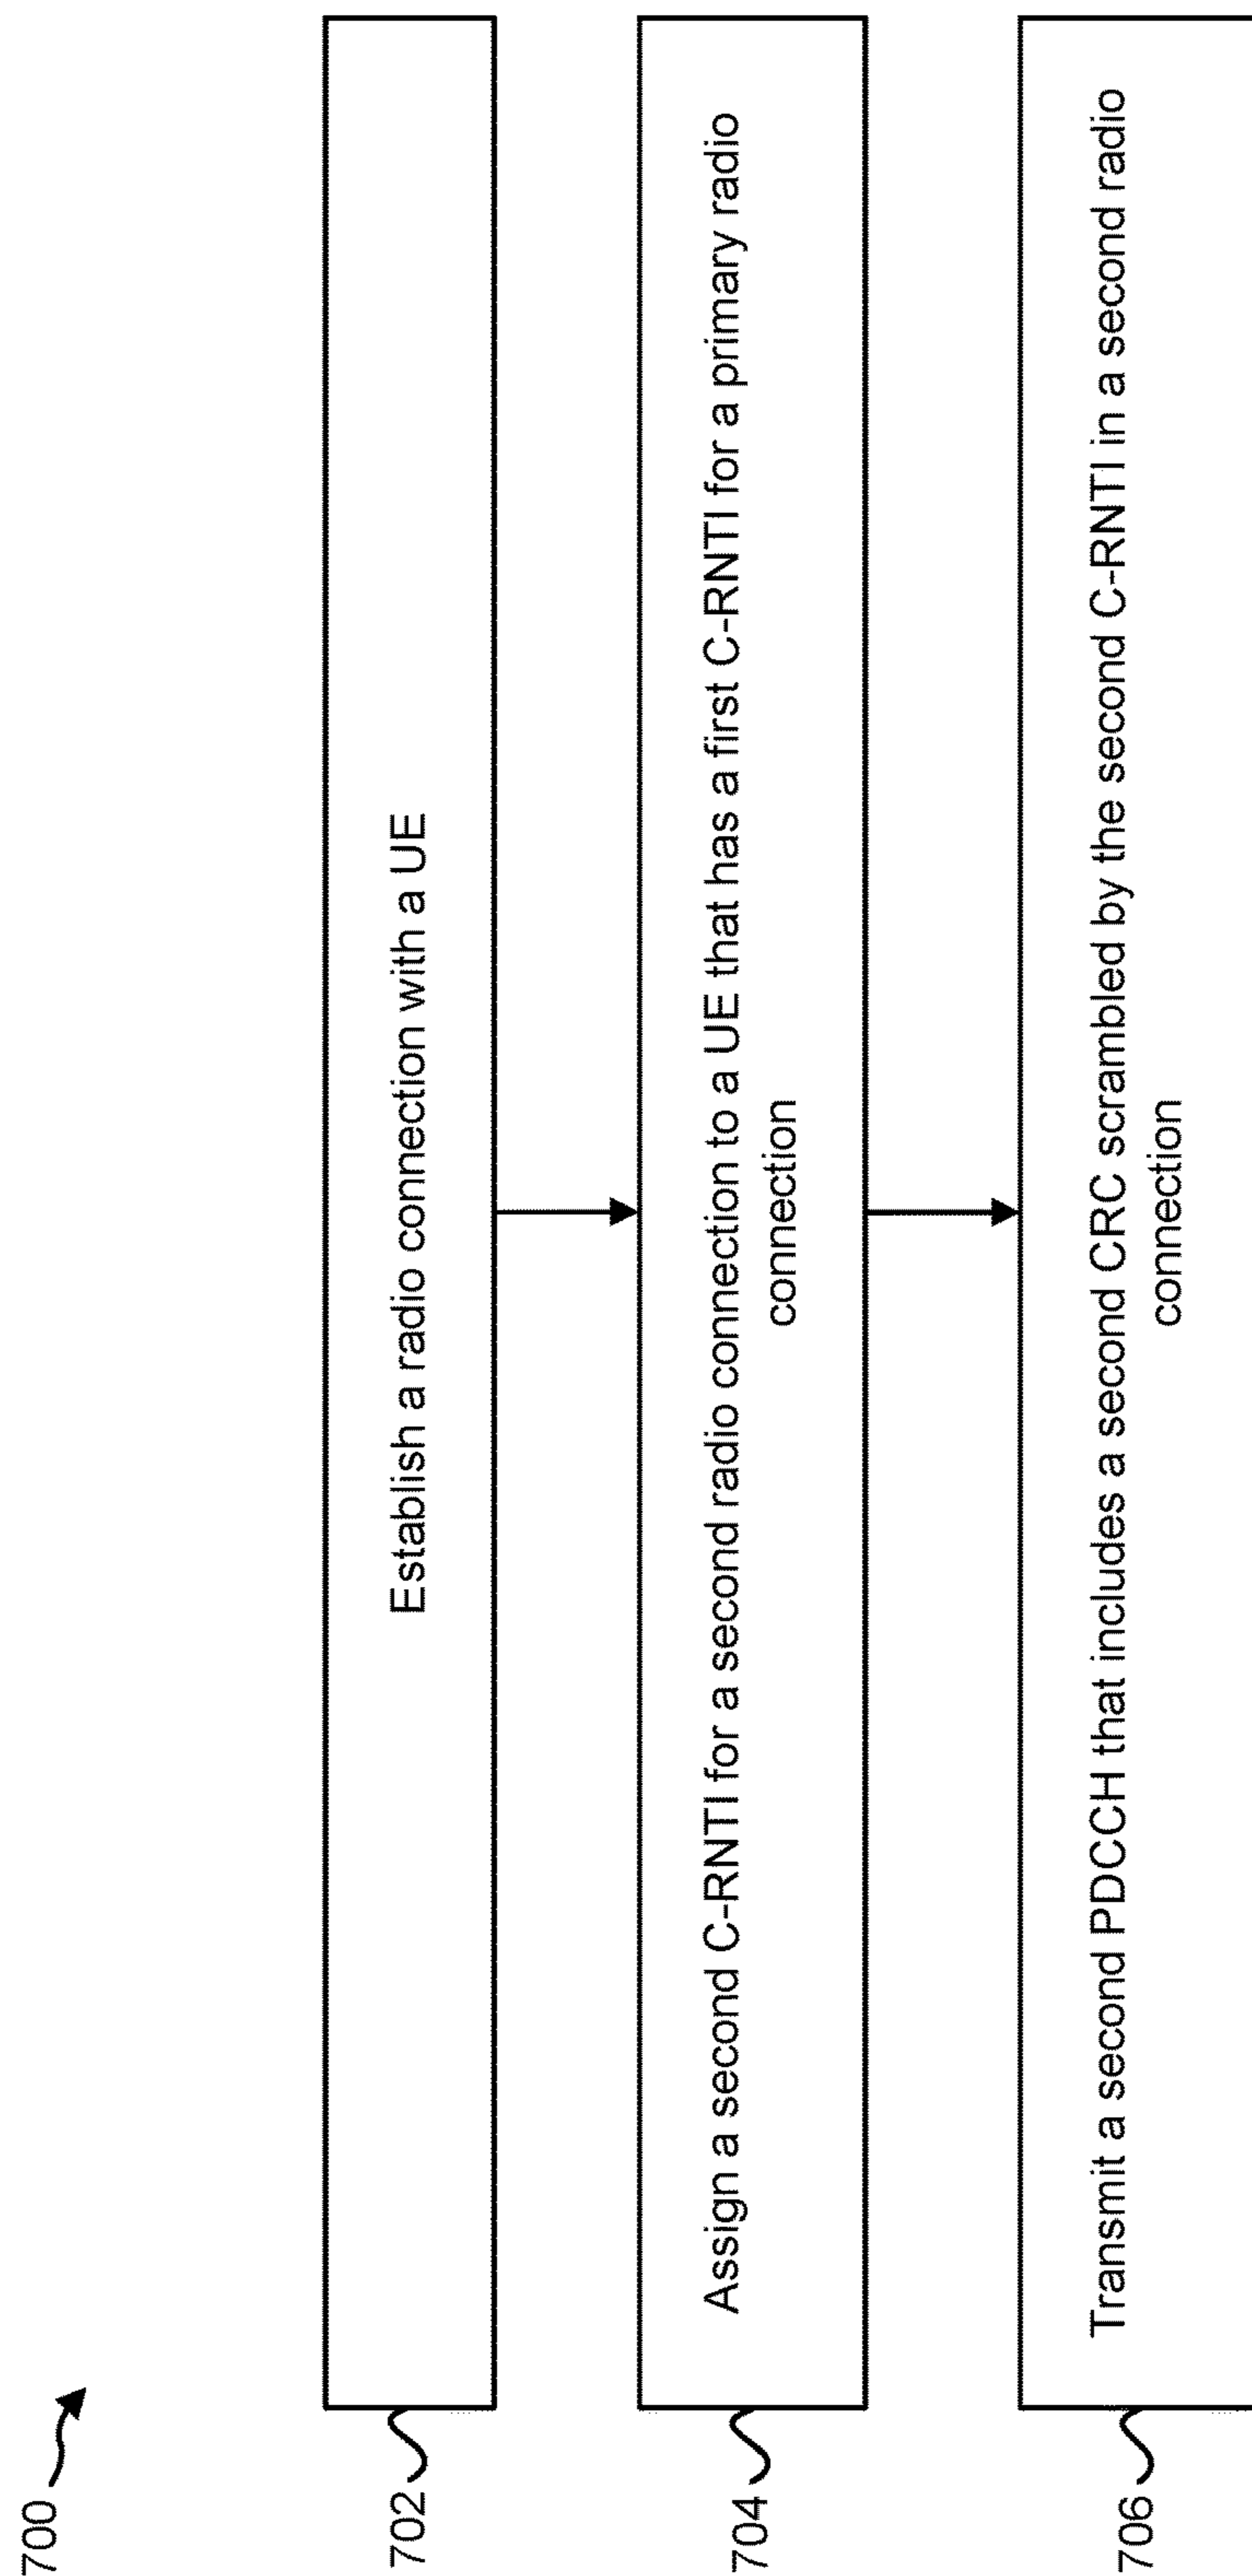 700
702
Establish a radio connection with a UE
704
Assign a second C-RNTI for a second radio connection to a UE that has a first C-RNTI for a primary radio
connection
706
Transmit a second PDCCH that includes a second CRC scrambled by the second C-RNTI in a second radio
connection